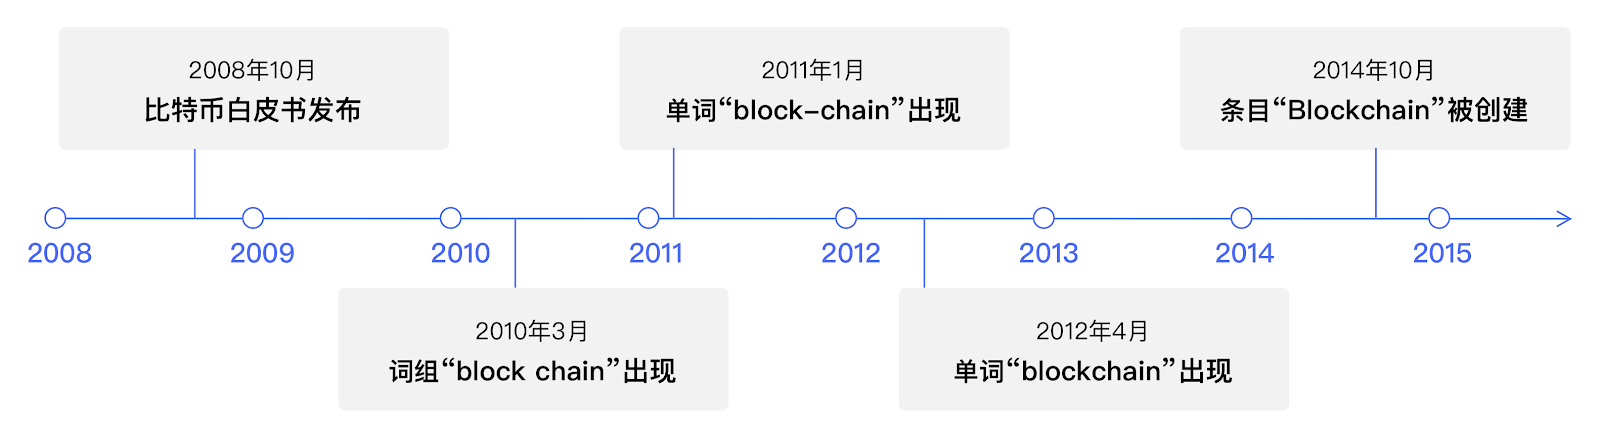 2008年10月
比特币白皮书发布
2011年1月
单词“block-chain”出现
2014年10月
条目“Blockchain”被创建
2008
2009
2010
2011
2012
2013
2014
2015
2010年3月
词组“block chain”出现
2012年4月
单词“blockchain”出现